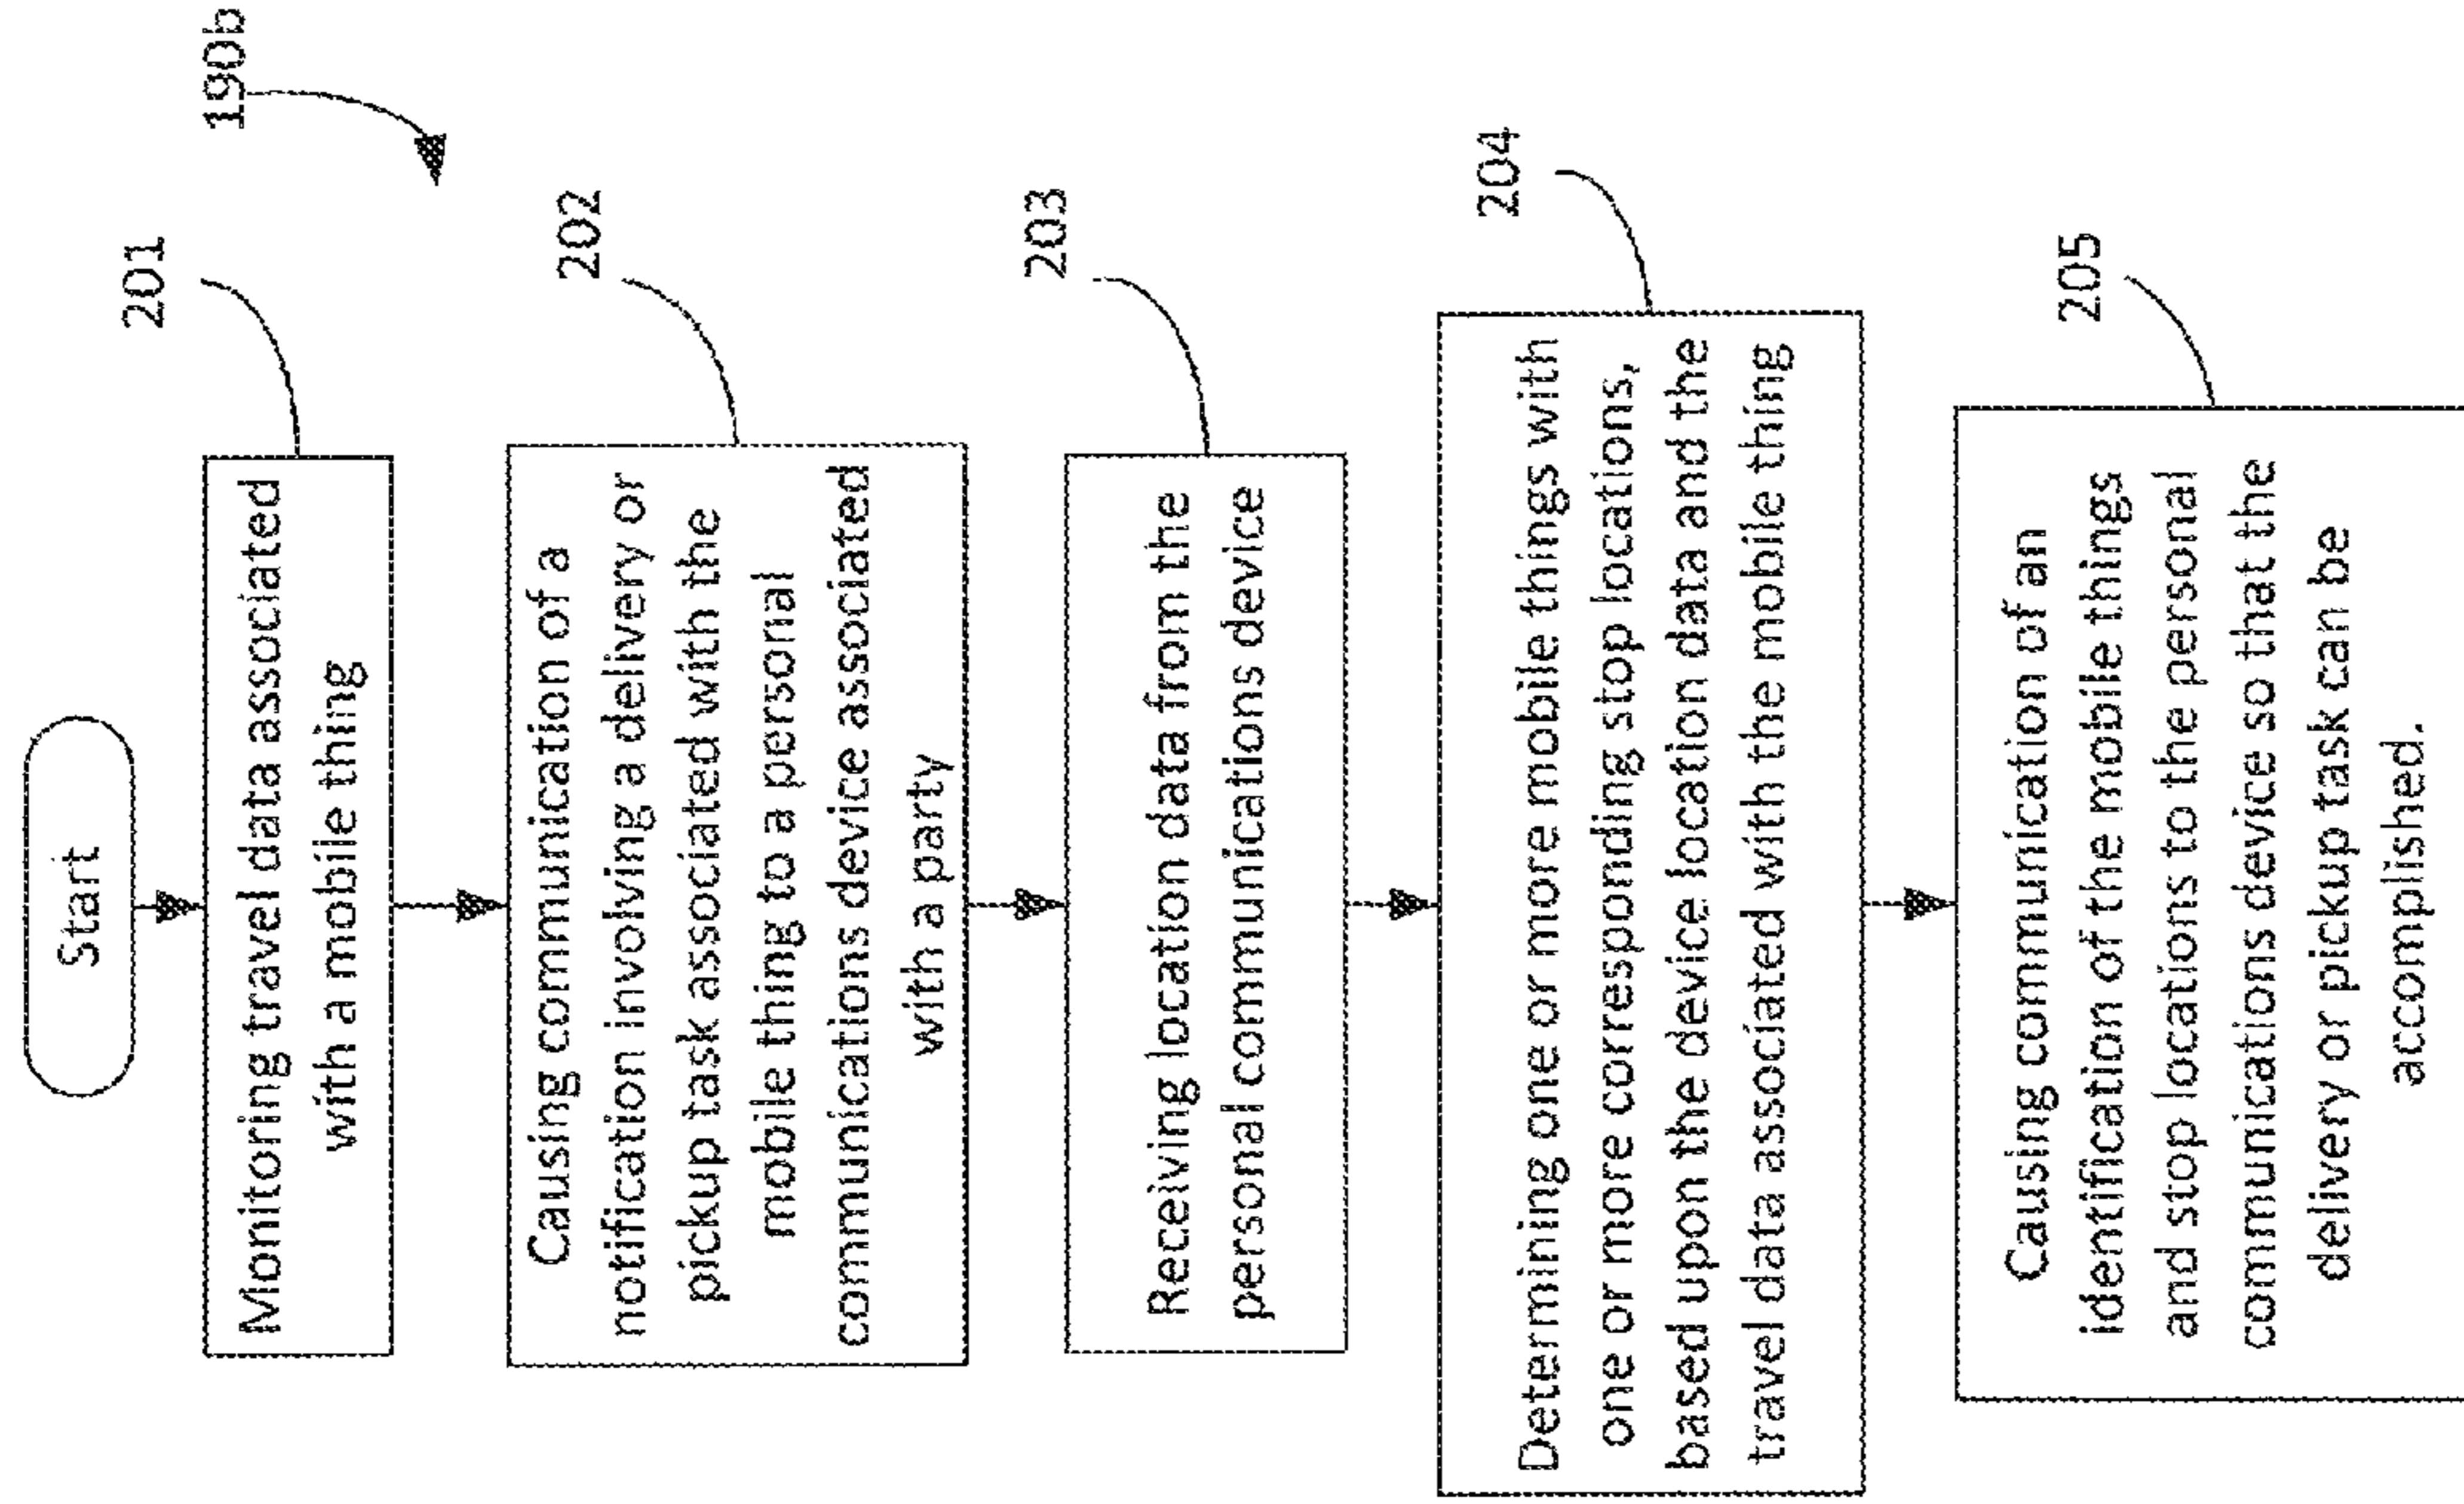 190b
Start
201
Monitoring travel data associated
with a mobile thing
202
Causing communication of a
notification involving a delivery or
pickup task associated with the
mobile thing to a personal
communications device associated
with a party
203
Receiving location data from the
personal communications device
204
Determining one or more mobile things with
one or more corresponding stop locations,
based upon the device location data and the
travel data associated with the mobile thing
205
Causing communication of an
identification of the mobile things
and stop locations to the personal
communications device so that the
delivery or pickup task can be
accomplished.